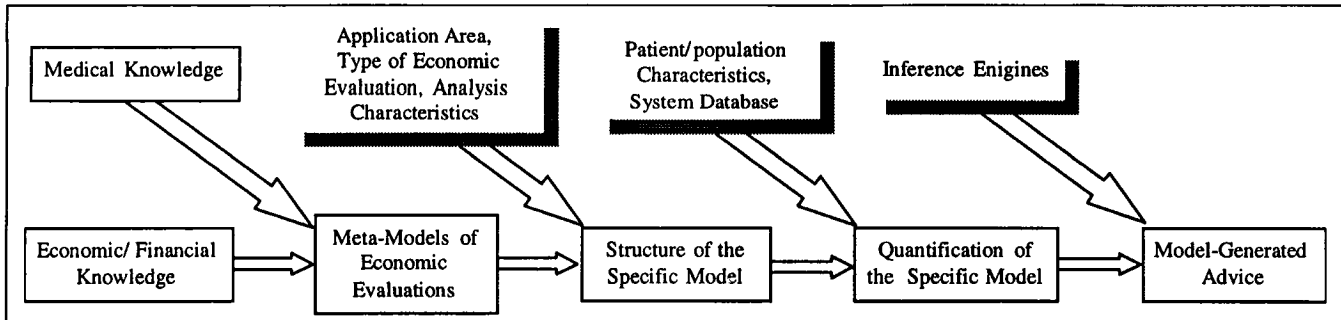 Medical Knowledge
Application Area,
Type of Economic
Evaluation, Analysis
Characteristics
Patient/population
Characteristics,
System Database
Inference Enigines
Economic/ Financial
Knowledge
Meta-Models of
Economic
Evaluations
Structure of the
Specific Model
Quantification of
the Specific Model
Model-Generated
Advice